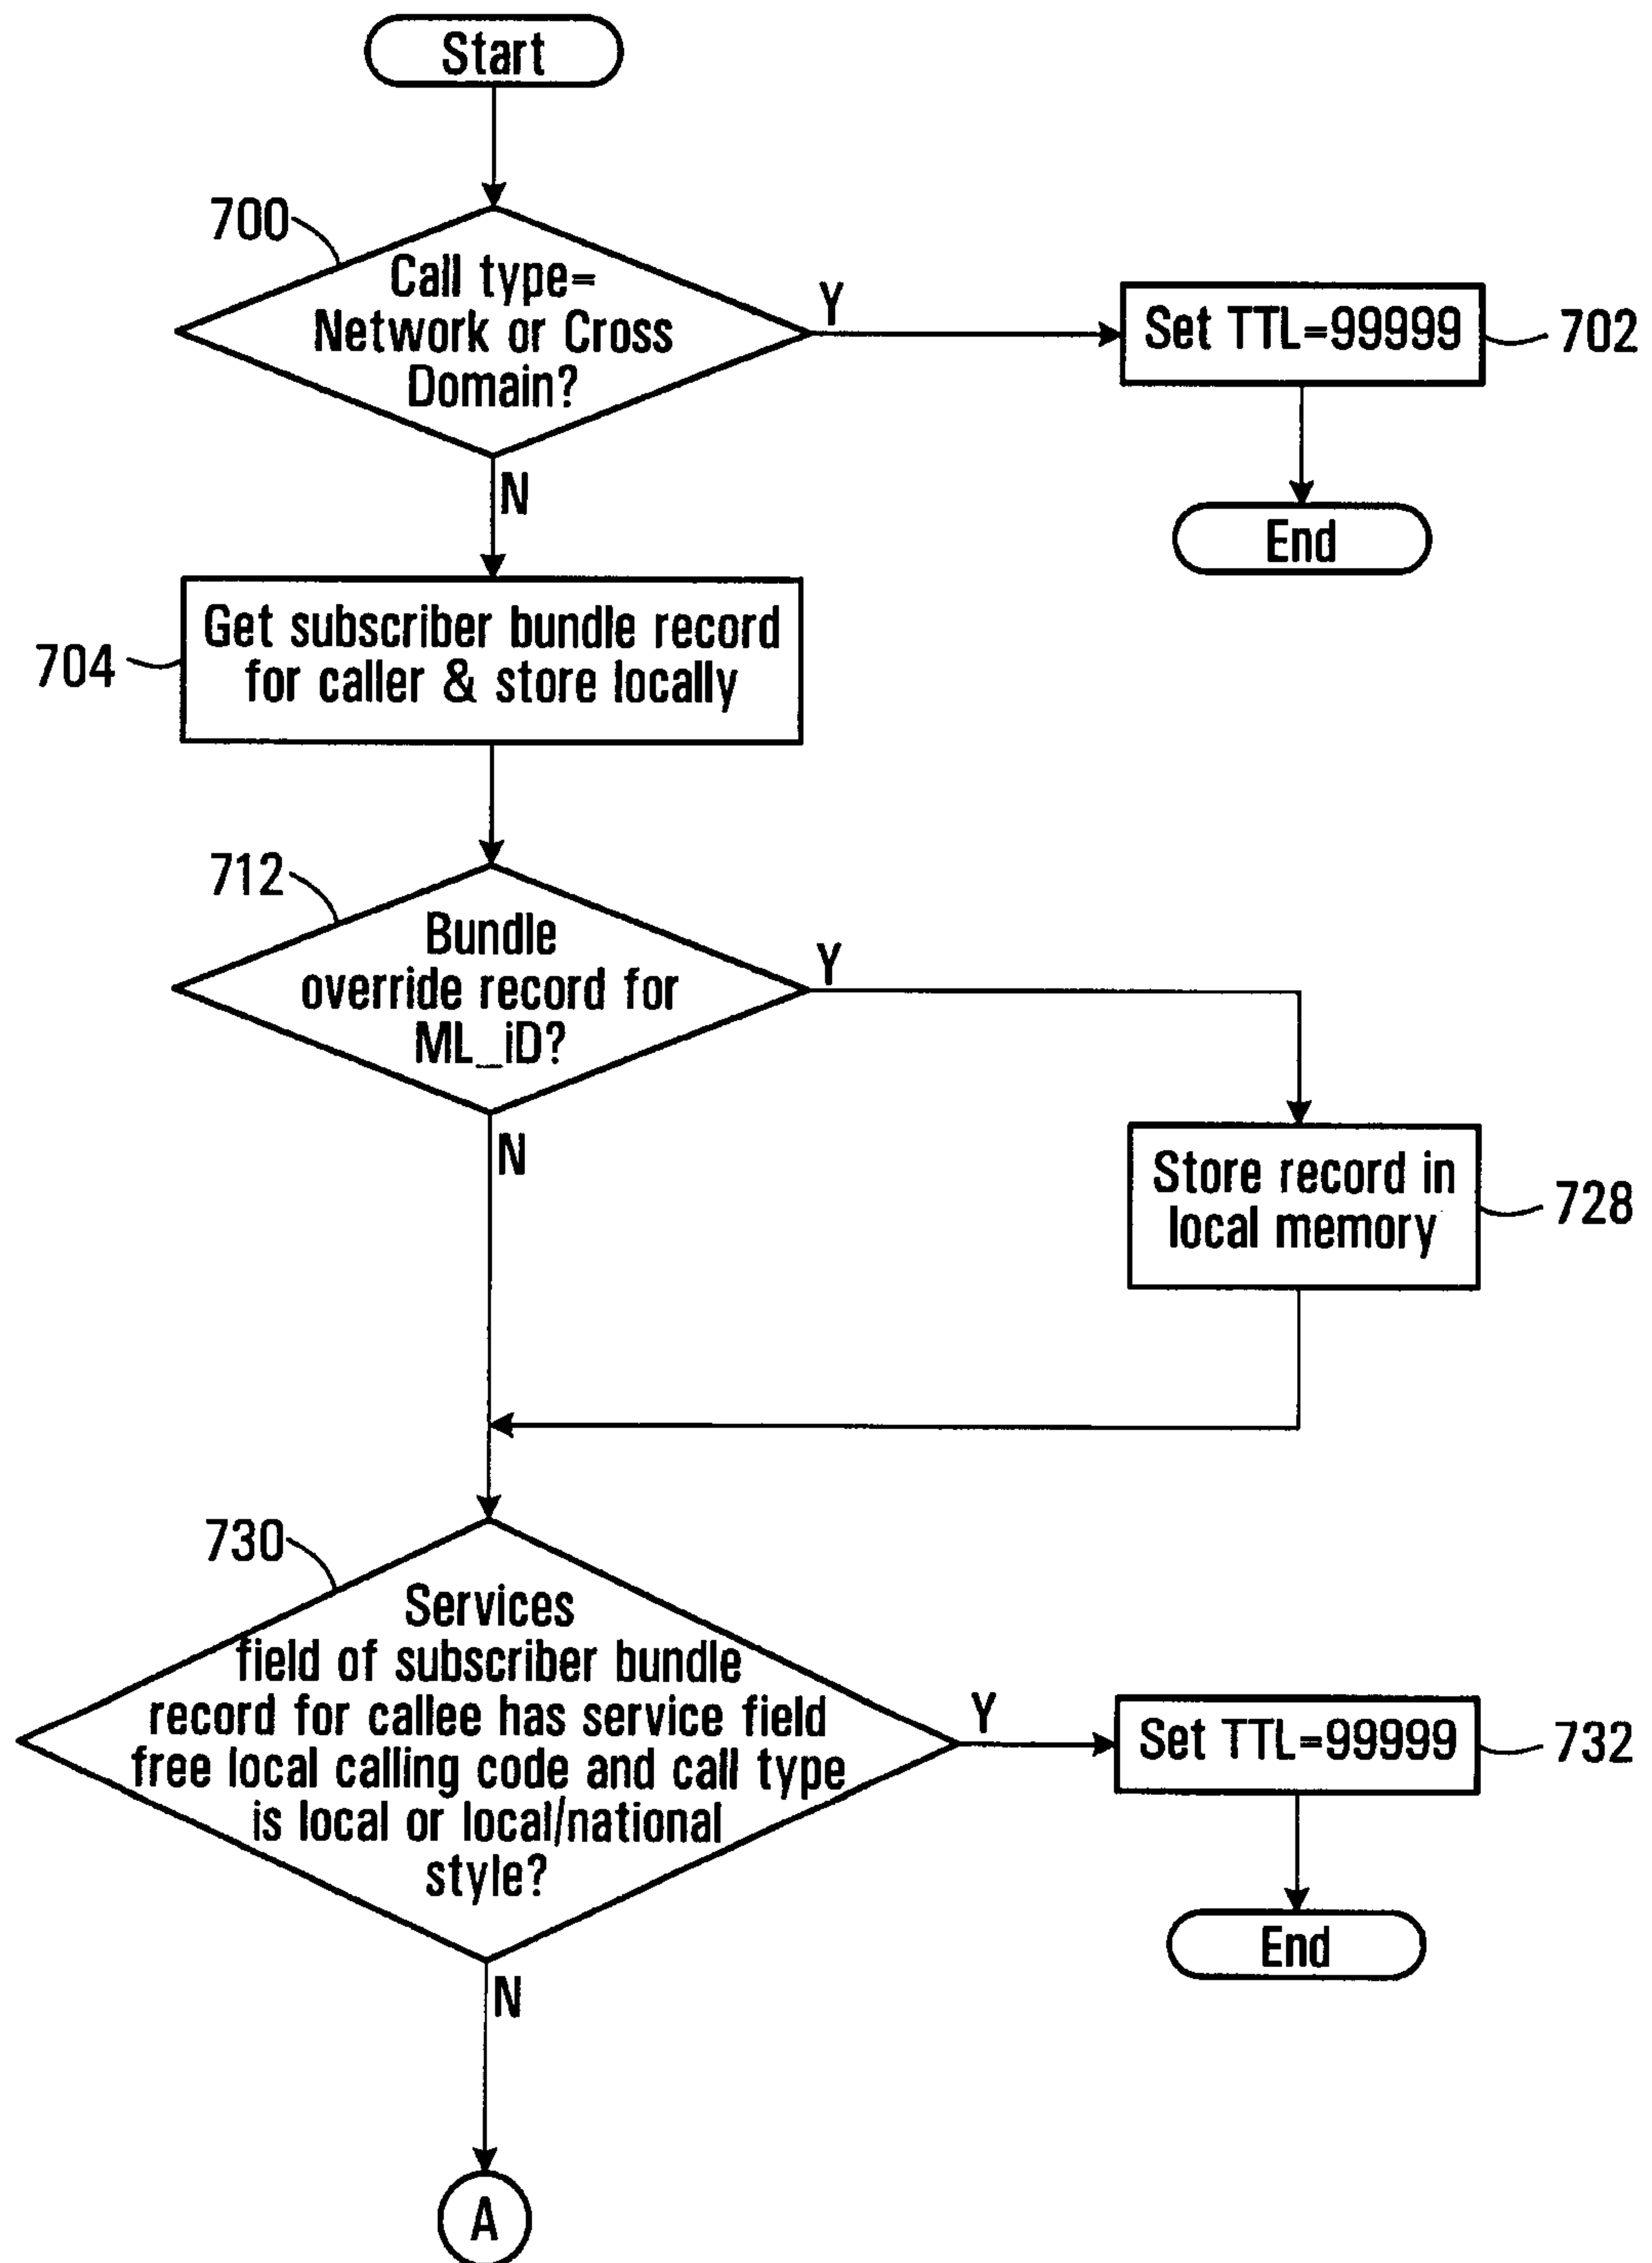 Start
700
Call type=
Network or Cross
Domain?
Y
Set TTL=99999
702
N
End
Get subscriber bundle record
for caller & store locally
704
712
Bundle
override record for
ML_iD?
Y
N
Store record in
local memory
728
730
Services
field of subscriber bundle
record for callee has service field
free local calling code and call type
is local or local/national
style?
Y
Set TTL=99999
732
N
End
A